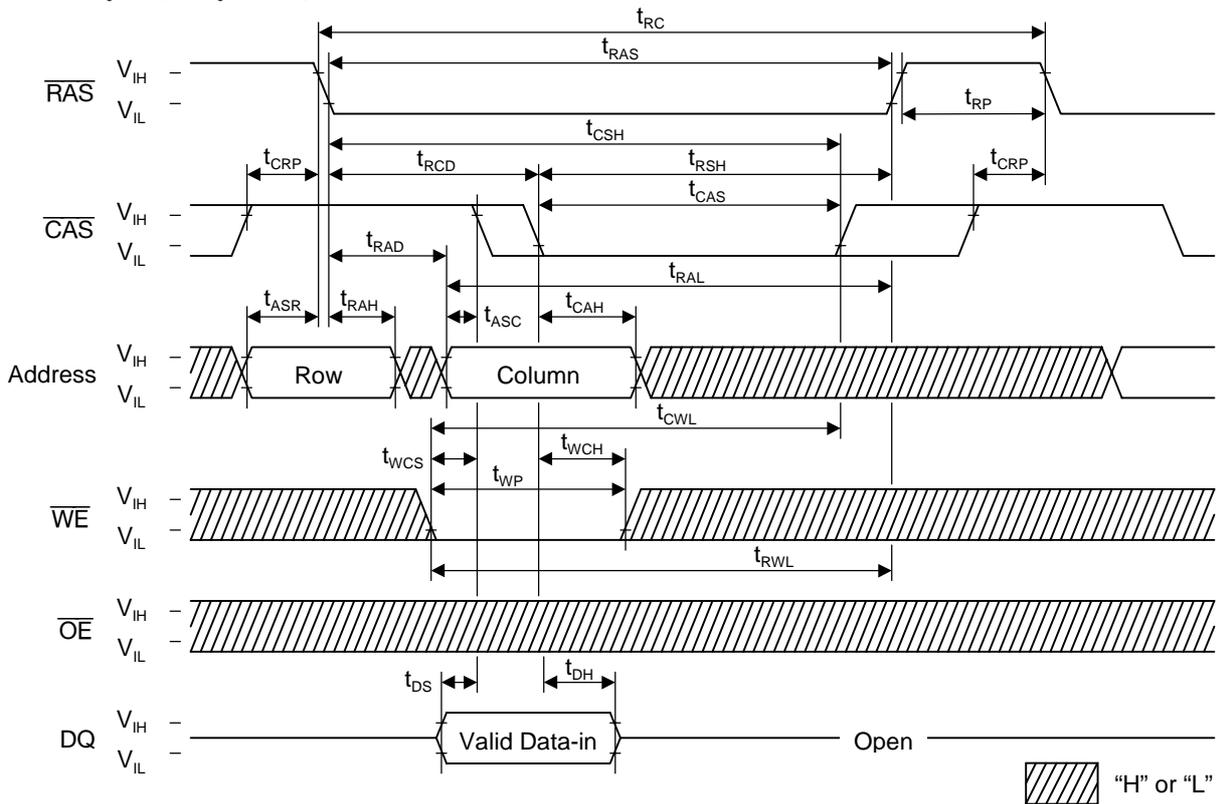 tRC
tRAS
VIH
RAS
VIL
tRP
tCSH
tCRP
tRCD
tRSH
tCRP
tCAS
VIH
CAS
VIL
tRAD
tRAL
tASR
tRAH
tASC
tCAH
VIH
Address
Row
Column
VIL
tCWL
tWCS
tWCH
tWP
VIH
WE
VIL
tRWL
VIH
OE
VIL
tDS
tDH
VIH
DQ
Valid Data-in
Open
VIL
“H” or “L”